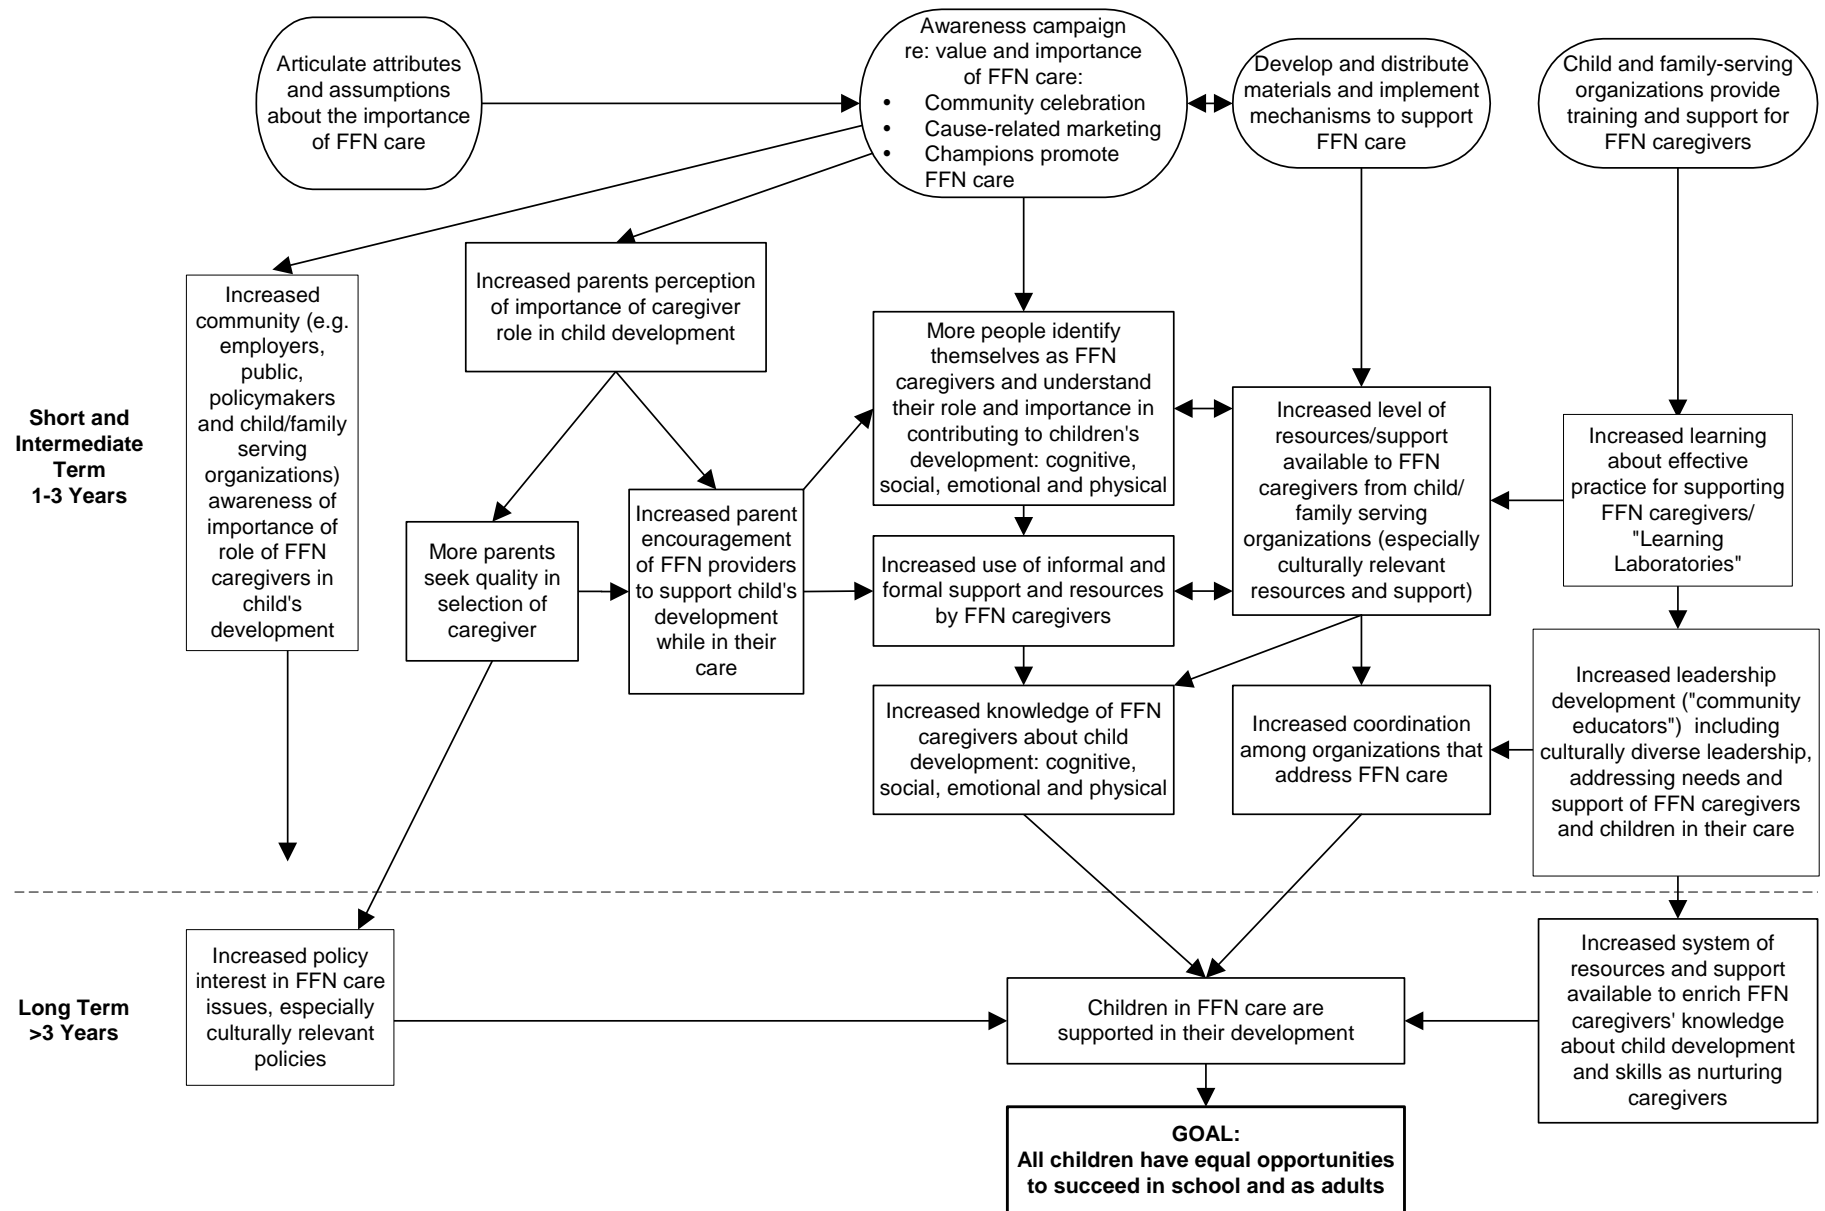 Articulate attributes
and assumptions
about the importance
of FFN care
Awareness campaign
re: value and importance
of FFN care:
• Community celebration
• Cause-related marketing
• Champions promote
FFN care
Develop and distribute
materials and implement
mechanisms to support
FFN care
Child and family-serving
organizations provide
training and support for
FFN caregivers
Short and
Intermediate
Term
1-3 Years
Increased
community (e.g.
employers,
public,
policymakers
and child/family
serving
organizations)
awareness of
importance of
role of FFN
caregivers in
child's
development
Increased parents perception
of importance of caregiver
role in child development
More parents
seek quality in
selection of
caregiver
Increased parent
encouragement
of FFN providers
to support child's
development
while in their
care
More people identify
themselves as FFN
caregivers and understand
their role and importance in
contributing to children's
development: cognitive,
social, emotional and physical
Increased use of informal and
formal support and resources
by FFN caregivers
Increased knowledge of FFN
caregivers about child
development: cognitive,
social, emotional and physical
Increased level of
resources/support
available to FFN
caregivers from child/
family serving
organizations (especially
culturally relevant
resources and support)
Increased coordination
among organizations that
address FFN care
Increased learning
about effective
practice for supporting
FFN caregivers/
"Learning
Laboratories"
Increased leadership
development ("community
educators") including
culturally diverse leadership,
addressing needs and
support of FFN caregivers
and children in their care
Long Term
>3 Years
Increased policy
interest in FFN care
issues, especially
culturally relevant
policies
Children in FFN care are
supported in their development
Increased system of
resources and support
available to enrich FFN
caregivers' knowledge
about child development
and skills as nurturing
caregivers
GOAL:
All children have equal opportunities
to succeed in school and as adults